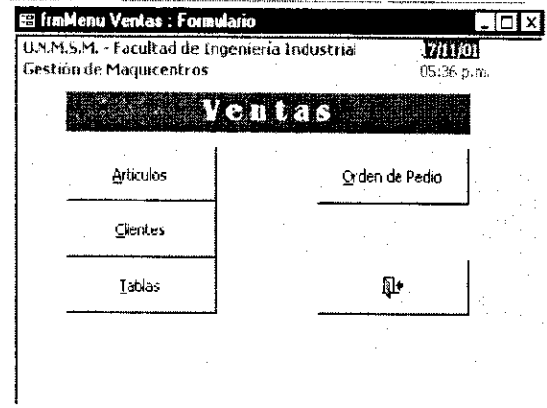 frmMenu Ventas : Formulario
U.N.M.S.M. - Facultad de Ingeniería Industrial
17/11/01
Gestión de Maquicentros
05:36 p.m.
Ventas
Articulos
Orden de Pedio
Clientes
Tablas